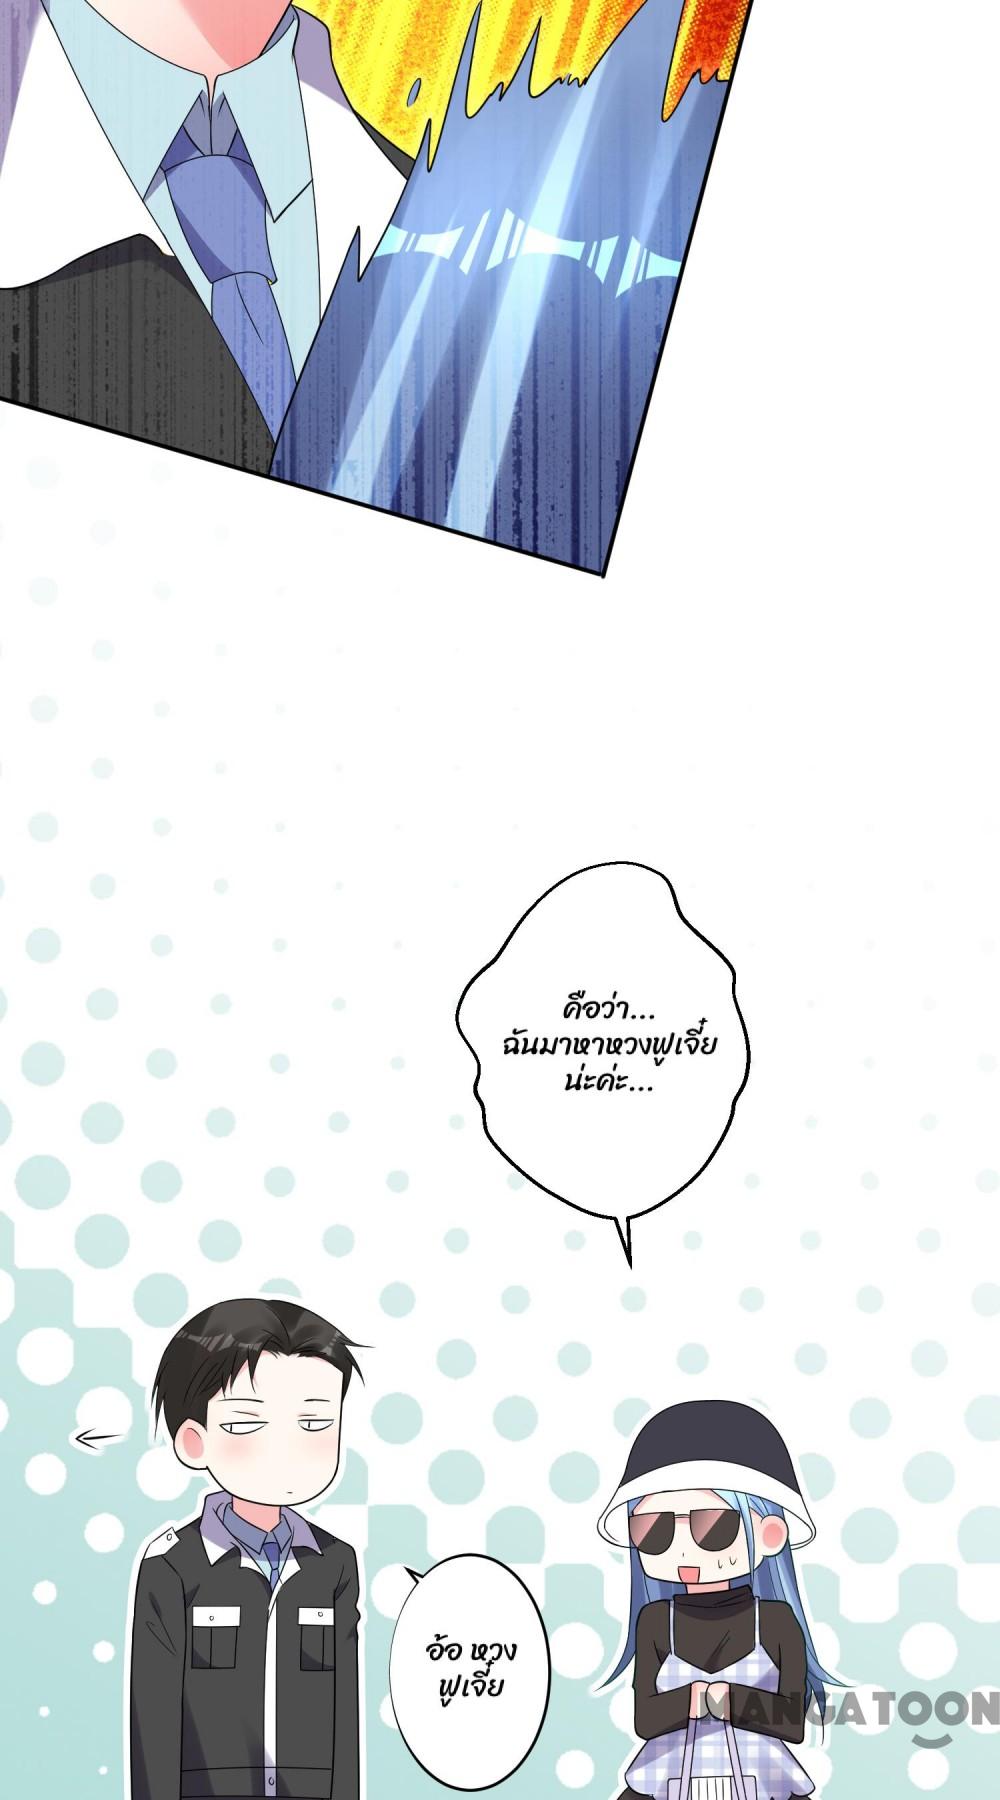 คือว่า...
ฉันมาหาหวงฟูเจี๋ย
น่ะค่ะ...
อ้อ หวง
ฟูเจี๋ย
MANGATOON